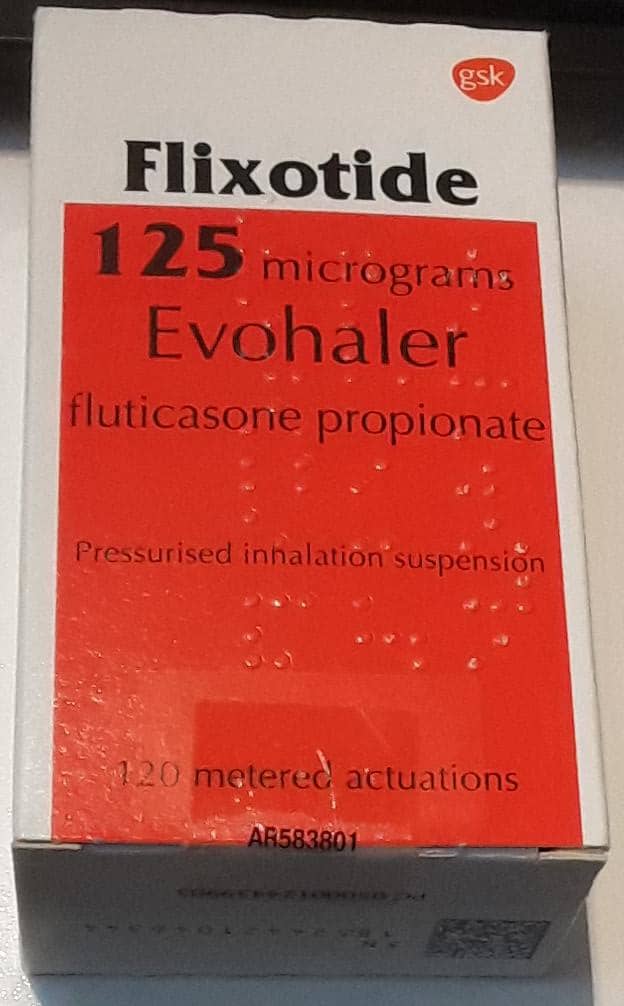 gsk
Flixotide
125 micrograms
Evohaler
fluticasone propionate
Pressurised inhalation suspension
120 metered actuations
AR583801